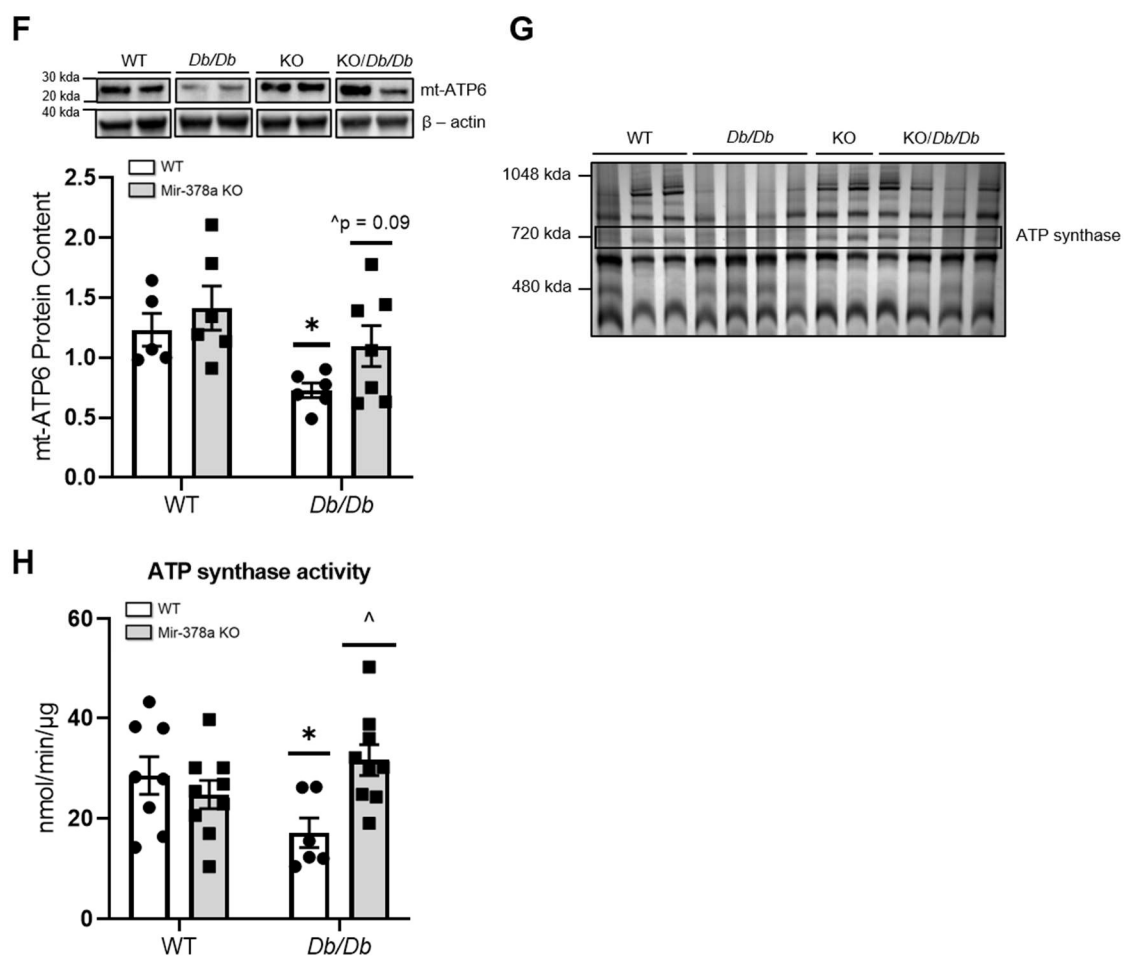 F
WT Db/Db KO KO/Db/Db
30 kda
20 kda
mt-ATP6
40 kda
β – actin
WT
Mir-378a KO
2.5
2.0
1.5
1.0
0.5
0.0
mt-ATP6 Protein Content
*
^p = 0.09
WT Db/Db
G
WT Db/Db KO KO/Db/Db
1048 kda
720 kda
ATP synthase
480 kda
H
ATP synthase activity
WT
Mir-378a KO
60
40
20
0
nmol/min/µg
*
^
WT Db/Db